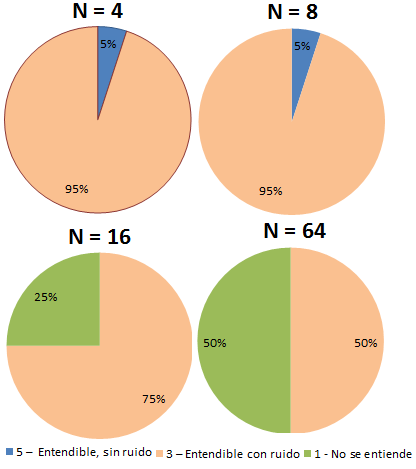 N = 4
N = 8
5%
5%
95%
95%
N = 16
N = 64
25%
75%
50%
50%
5 – Entendible, sin ruido 3 – Entendible con ruido 1 - No se entiende